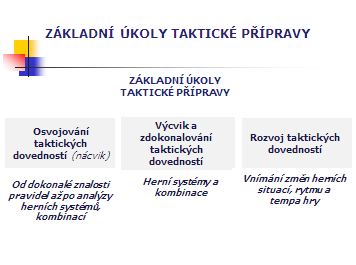 ZÁKLADNÍ ÚKOLY TAKTICKÉ PŘÍPRAVY
ZÁKLADNÍ ÚKOLY
TAKTICKÉ PŘÍPRAVY
Osvojování
taktických
dovedností (nácvik)
Od dokonalé znalosti
pravidel až po analýzy
herních systémů,
kombinací
Výcvik a
zdokonalování
taktických
dovedností
Herní systémy a
kombinace
Rozvoj taktických
dovedností
Vnímání změn herních
situací, rytmu a
tempa hry